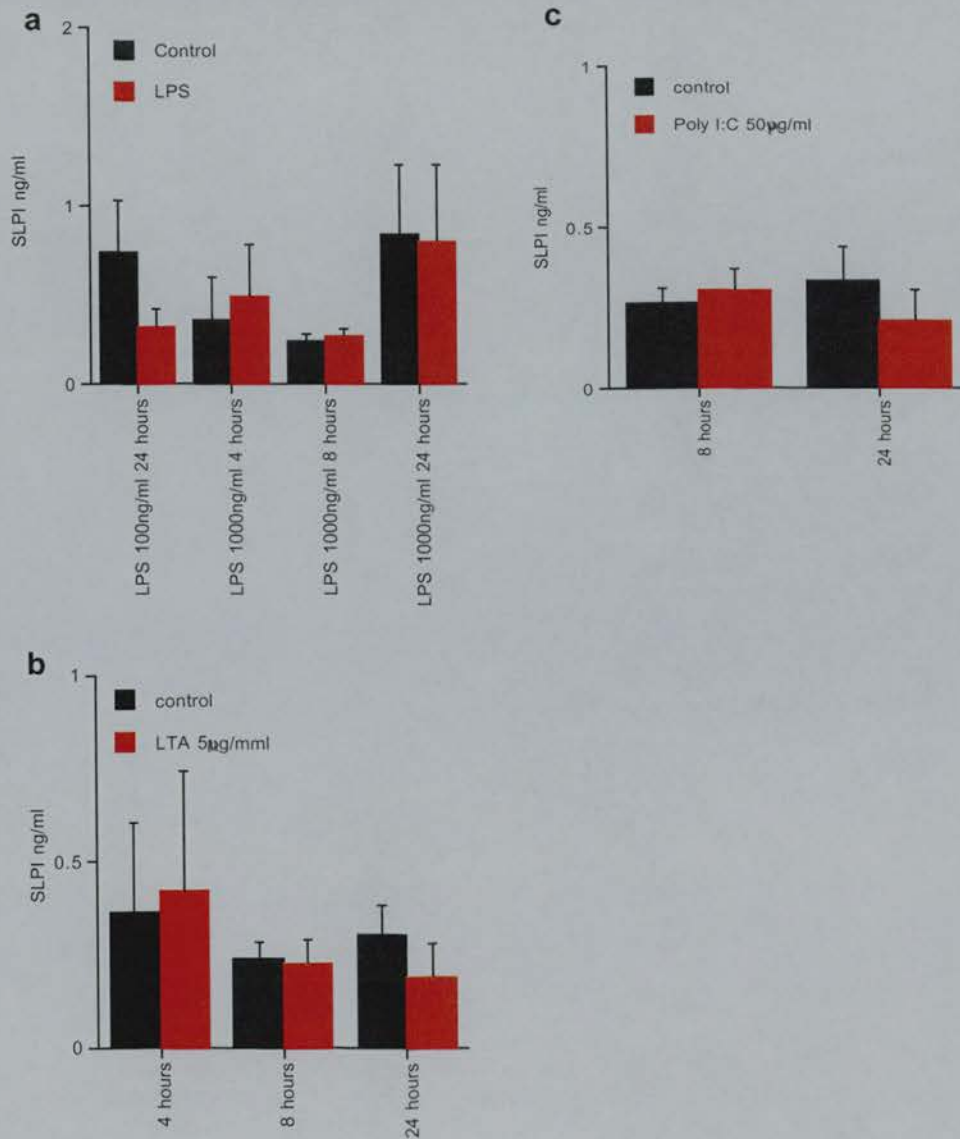 a
2
Control
LPS
1
0
SLPI ng/ml
LPS 100ng/ml 24 hours
LPS 1000ng/ml 4 hours
LPS 1000ng/ml 8 hours
LPS 1000ng/ml 24 hours
c
1
control
Poly I:C 50µg/ml
0.5
0
SLPI ng/ml
8 hours
24 hours
b
1
control
LTA 5µg/mml
0.5
0
SLPI ng/ml
4 hours
8 hours
24 hours